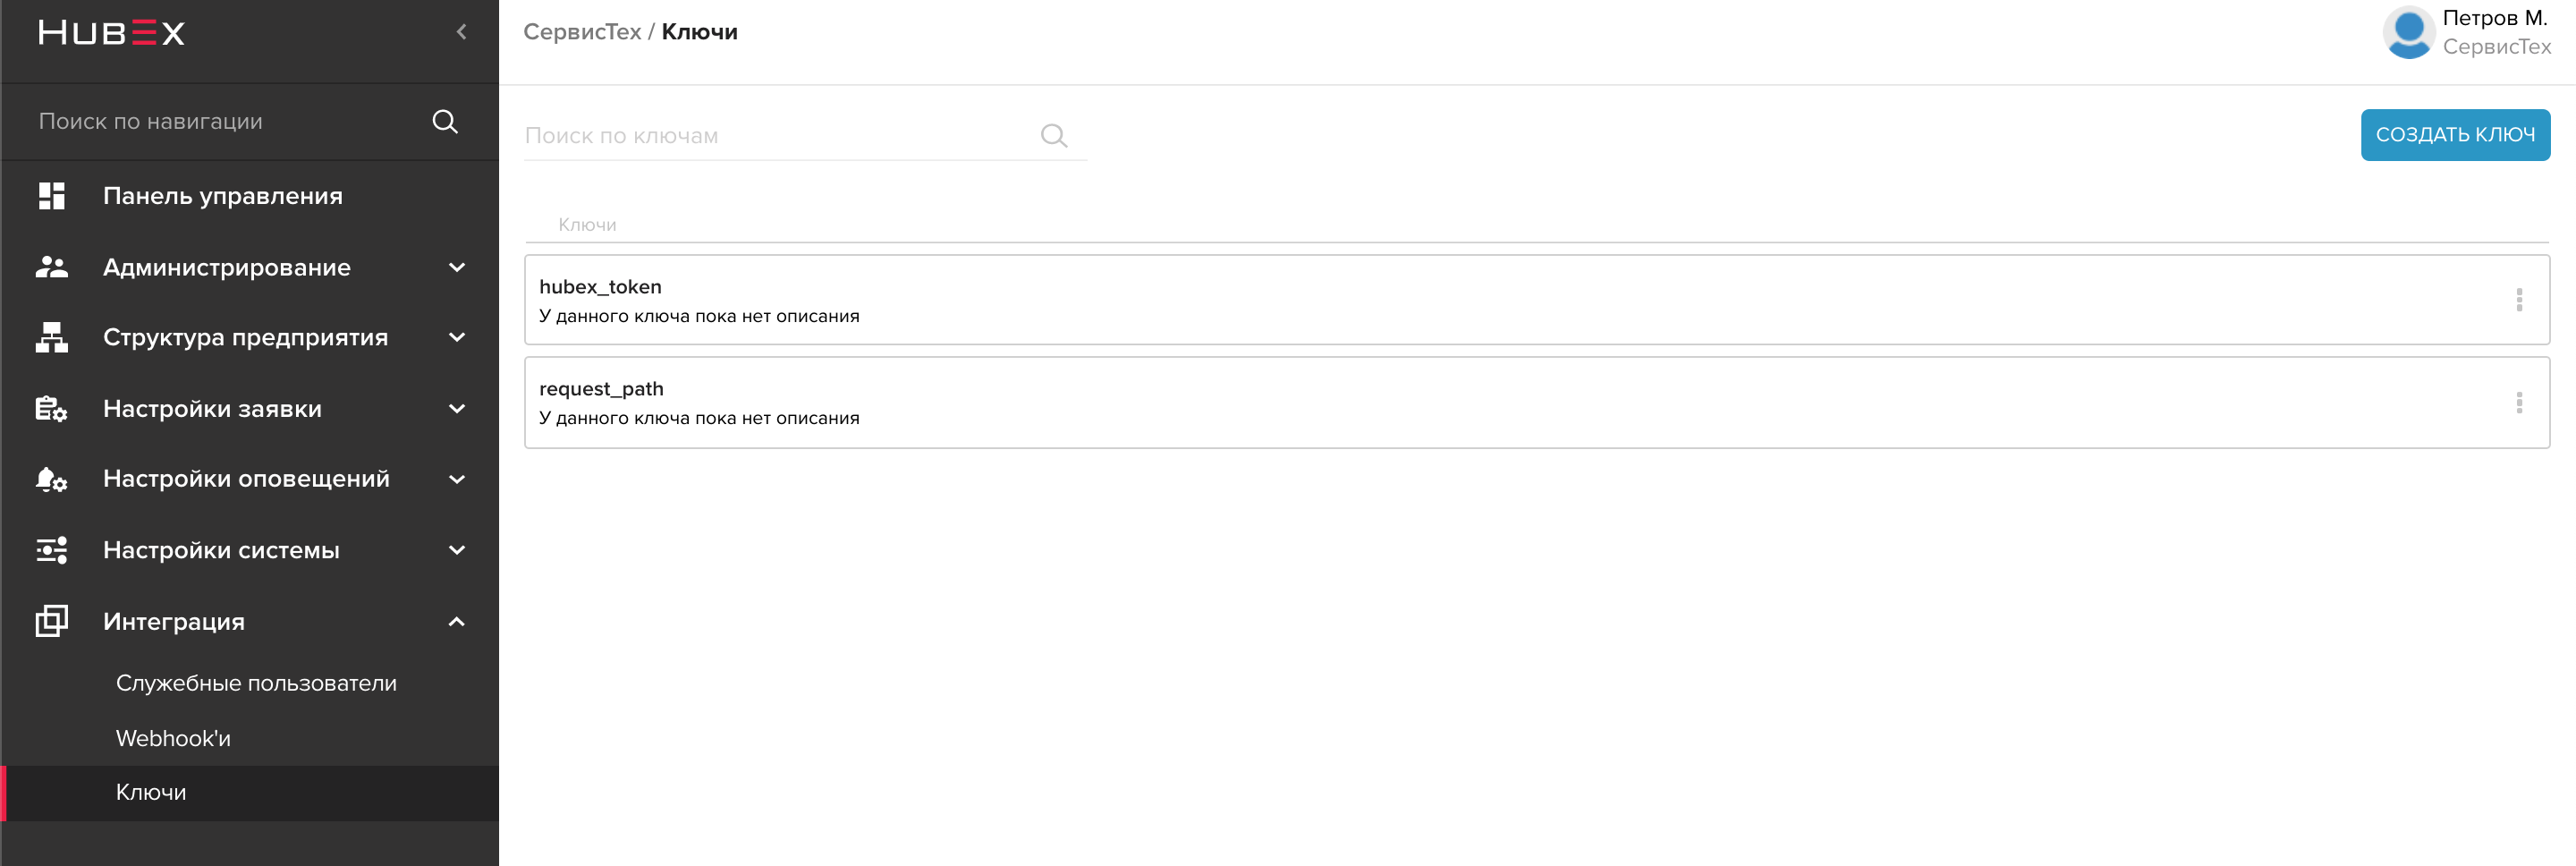 HUBEX
Поиск по навигации
Панель управления
Администрирование
Структура предприятия
Настройки заявки
Настройки оповещений
Настройки системы
Интеграция
Служебные пользователи
Webhook'и
Ключи
СервисТех / Ключи
Петров М.
СервисТех
Поиск по ключам
СОЗДАТЬ КЛЮЧ
Ключи
hubex_token
У данного ключа пока нет описания
request_path
У данного ключа пока нет описания